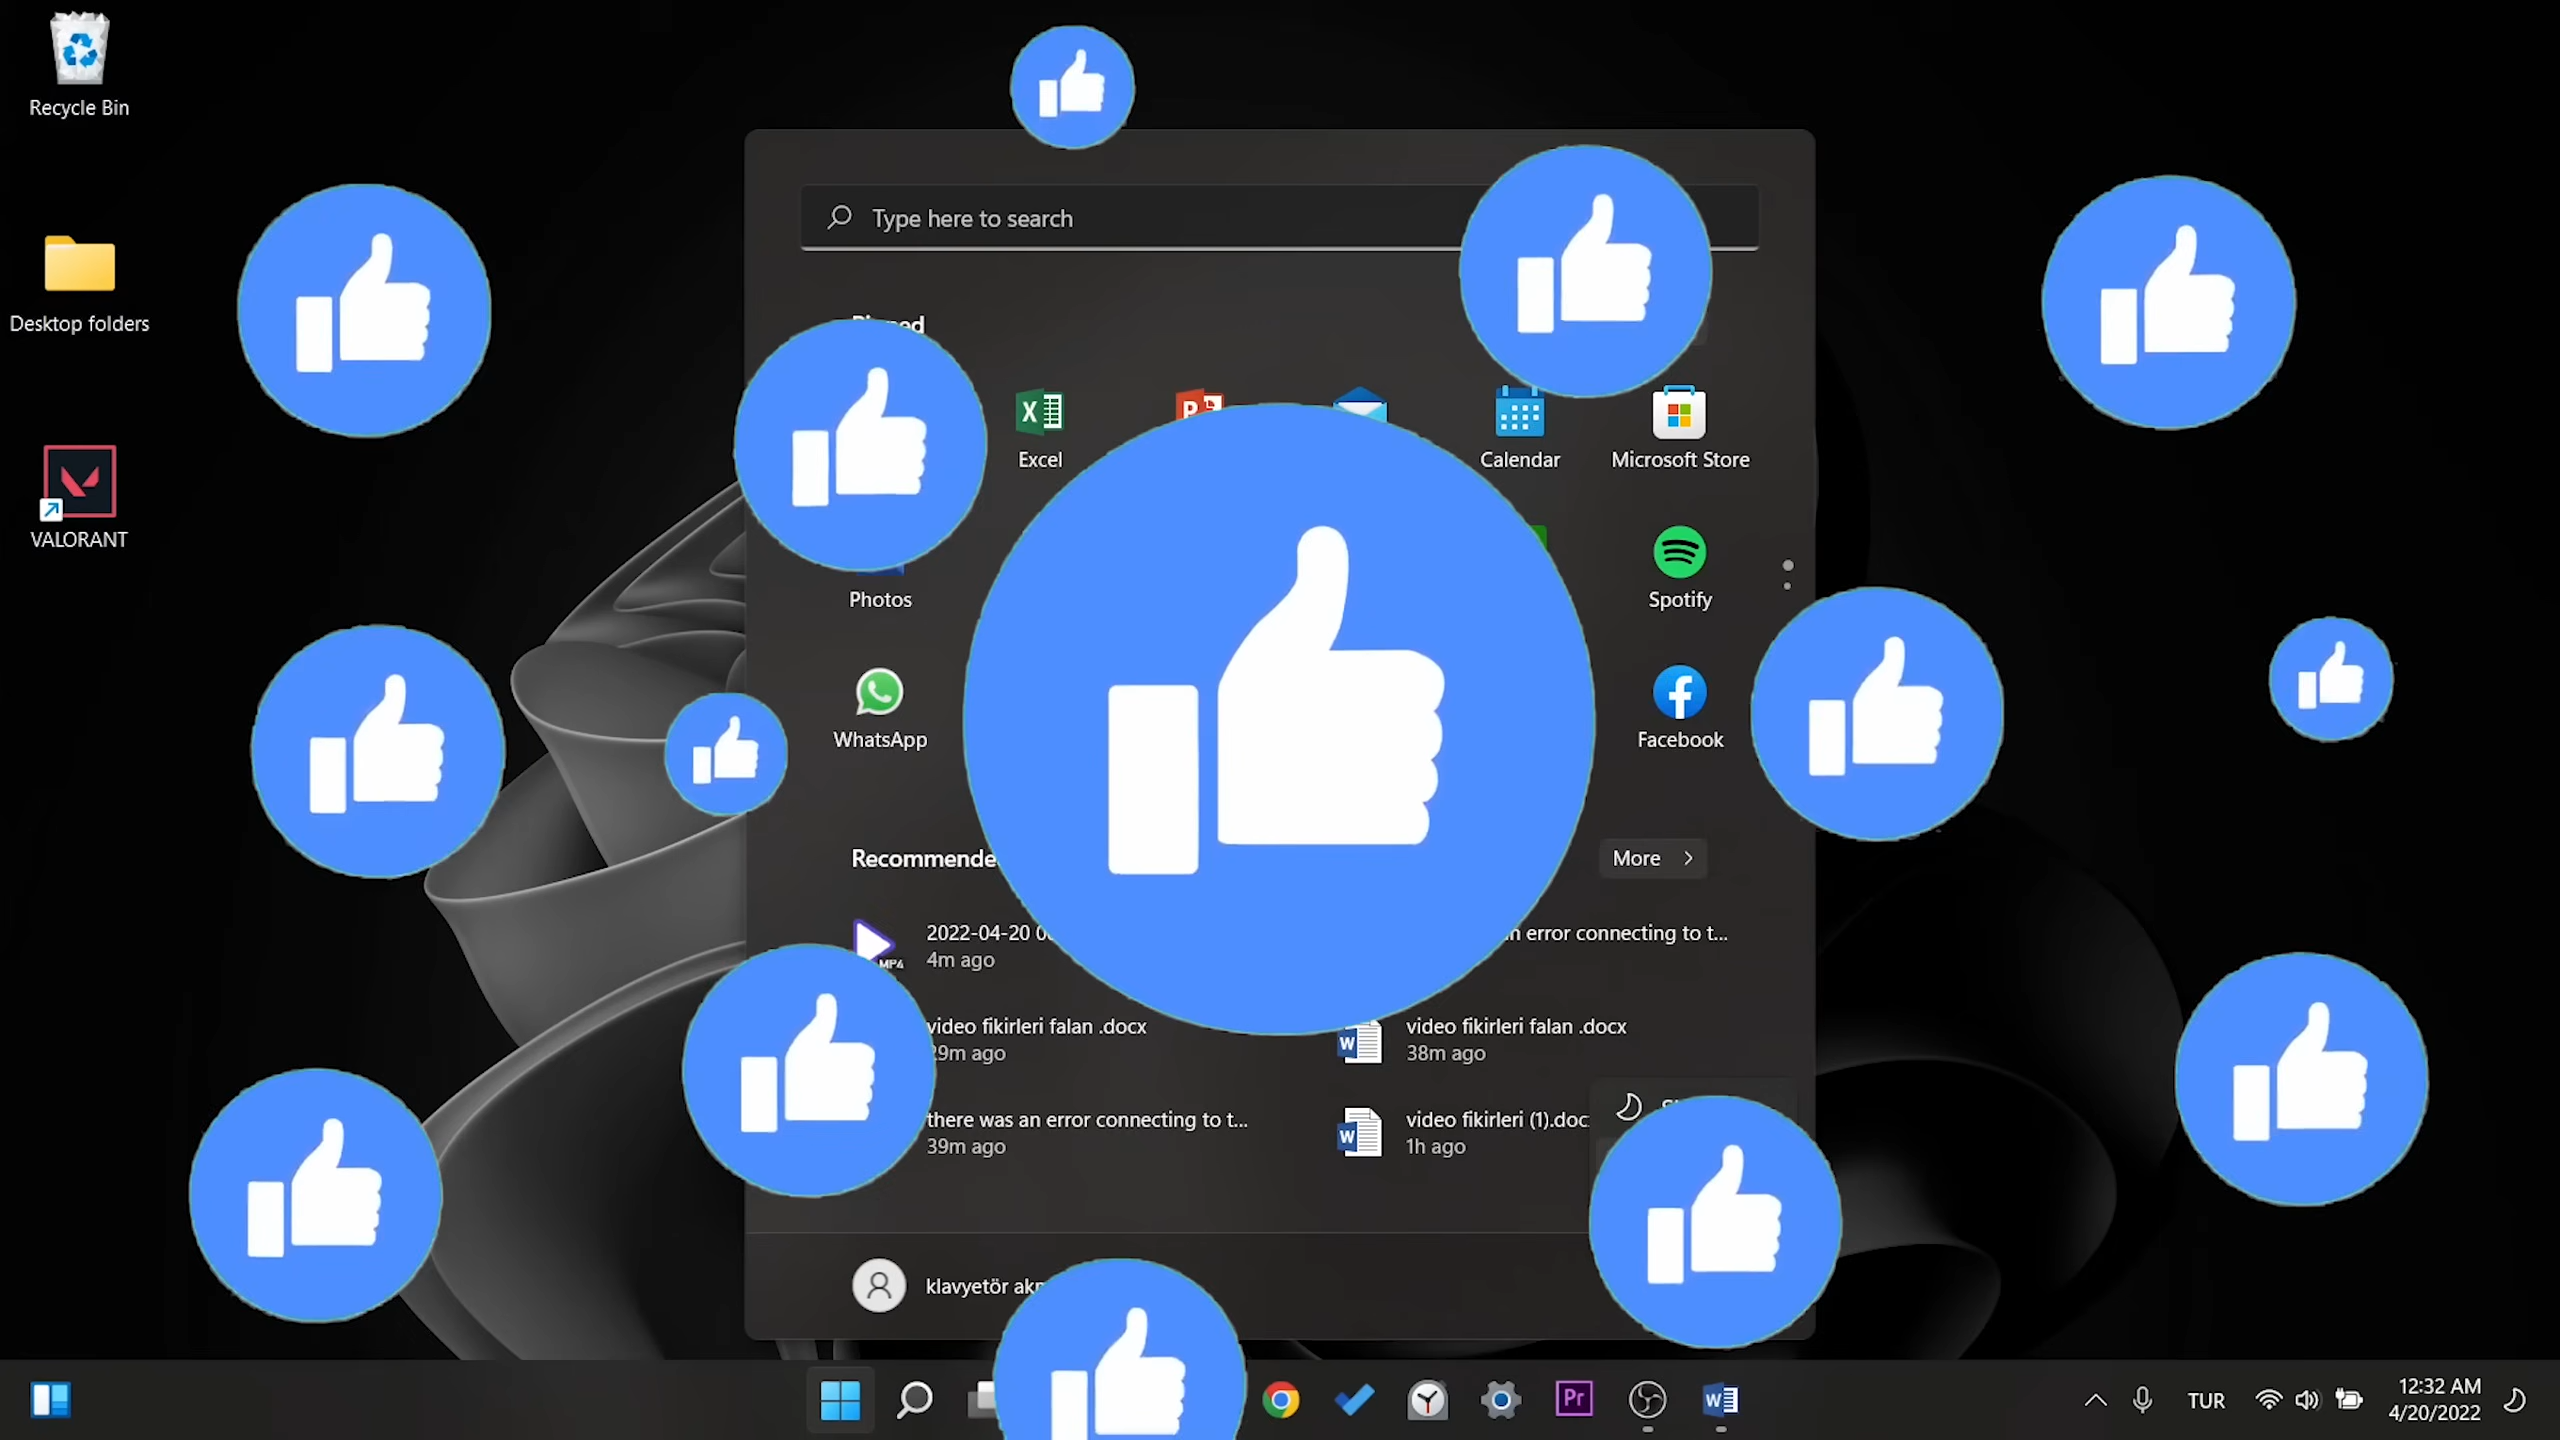 Recycle Bin
Desktop folders
VALORANT
Type here to search
Excel
Calendar
Microsoft Store
Photos
Spotify
WhatsApp
Facebook
More
2022-04-20
4m ago
error connecting to t...
video fikirleri falan .docx
29m ago
video fikirleri falan .docx
38m ago
there was an error connecting to t...
39m ago
video fikirleri (1).doc
1h ago
klavyetör
Pr
TUR
12:32 AM
4/20/2022